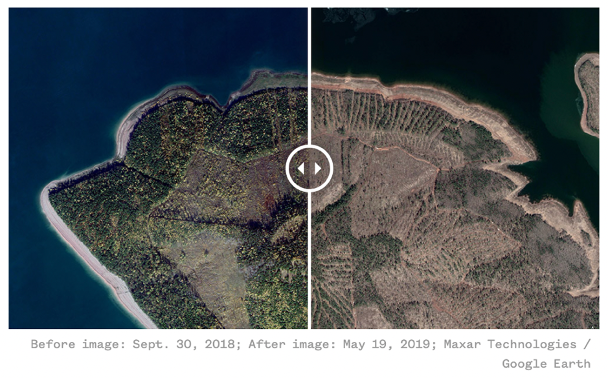 Before image: Sept. 30, 2018; After image: May 19, 2019; Maxar Technologies /
Google Earth